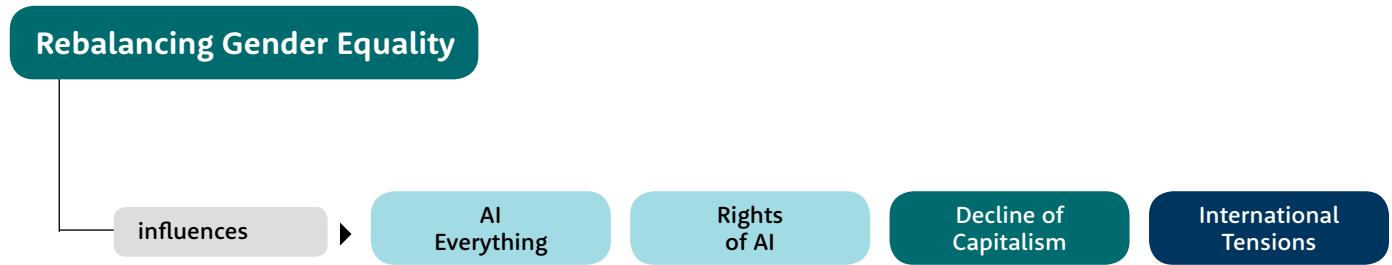 Rebalancing Gender Equality
influences
AI
Everything
Rights
of AI
Decline of
Capitalism
International
Tensions